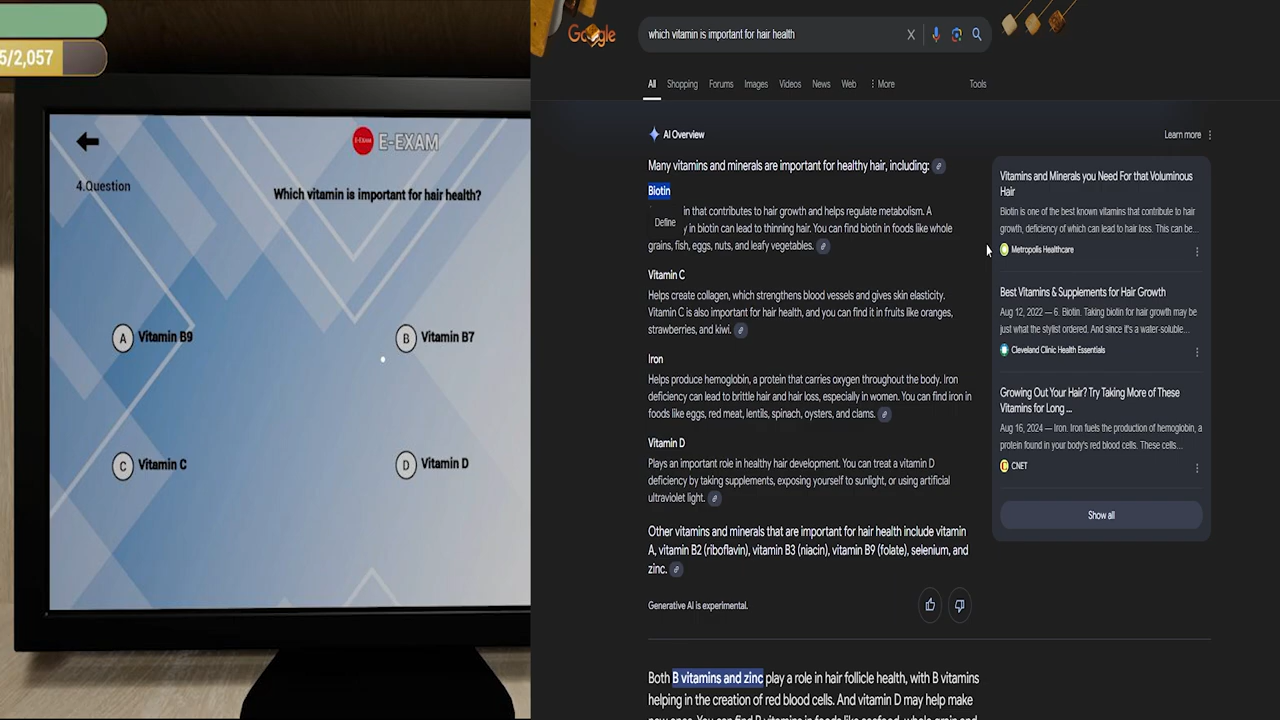 5/2,057
E-EXAM
E-EXAM
4.Question
Which vitamin is important for hair health?
A Vitamin B9
B Vitamin B7
C Vitamin C
D Vitamin D
Google
which vitamin is important for hair health
All Shopping Forums Images Videos News Web More Tools
AI Overview
Learn more
Many vitamins and minerals are important for healthy hair, including:
Biotin
Define
in that contributes to hair growth and helps regulate metabolism. A
y in biotin can lead to thinning hair. You can find biotin in foods like whole
grains, fish, eggs, nuts, and leafy vegetables.
Vitamin C
Helps create collagen, which strengthens blood vessels and gives skin elasticity.
Vitamin C is also important for hair health, and you can find it in fruits like oranges,
strawberries, and kiwi.
Iron
Helps produce hemoglobin, a protein that carries oxygen throughout the body. Iron
deficiency can lead to brittle hair and hair loss, especially in women. You can find iron in
foods like eggs, red meat, lentils, spinach, oysters, and clams.
Vitamin D
Plays an important role in healthy hair development. You can treat a vitamin D
deficiency by taking supplements, exposing yourself to sunlight, or using artificial
ultraviolet light.
Other vitamins and minerals that are important for hair health include vitamin
A, vitamin B2 (riboflavin), vitamin B3 (niacin), vitamin B9 (folate), selenium, and
zinc.
Generative AI is experimental.
Vitamins and Minerals you Need For that Voluminous
Hair
Biotin is one of the best known vitamins that contribute to hair
growth, deficiency of which can lead to hair loss. This can be...
Metropolis Healthcare
Best Vitamins & Supplements for Hair Growth
Aug 12, 2022 — 6. Biotin. Taking biotin for hair growth may be
just what the stylist ordered. And since it's a water-soluble...
Cleveland Clinic Health Essentials
Growing Out Your Hair? Try Taking More of These
Vitamins for Long ...
Aug 16, 2024 — Iron. Iron fuels the production of hemoglobin, a
protein found in your body's red blood cells. These cells...
CNET
Show all
Both B vitamins and zinc play a role in hair follicle health, with B vitamins
helping in the creation of red blood cells. And vitamin D may help make